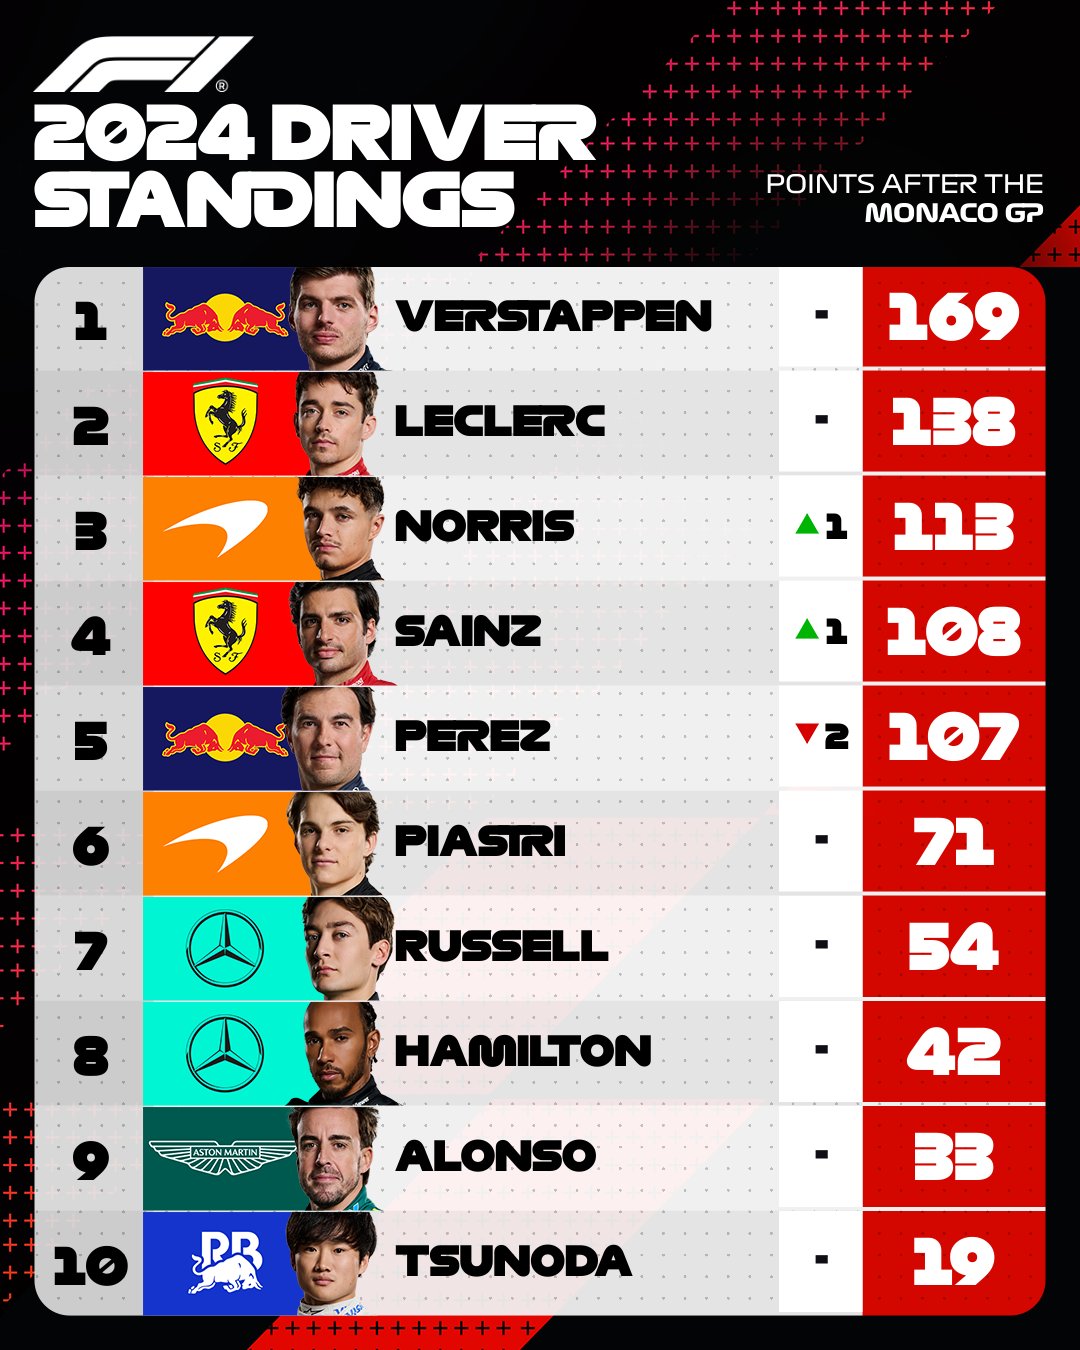 F1®
2024 DRIVER
STANDINGS
POINTS AFTER THE
MONACO GP
1 VERSTAPPEN - 169
2 S F LECLERC - 138
3 NORRIS ▲1 113
4 S F SAINZ ▲1 108
5 PEREZ ▼2 107
6 PIASTRI - 71
7 RUSSELL - 54
8 HAMILTON - 42
9 ASTON MARTIN ALONSO - 33
10 RB TSUNODA - 19